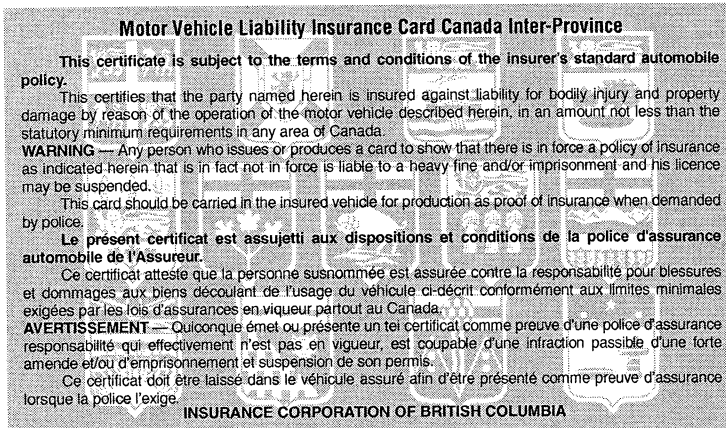 Motor Vehicle Liability Insurance Card Canada Inter-Province
This certificate is subject to the terms and conditions of the insurer's standard automobile
policy.
This certifies that the party named herein is insured against liability for bodily injury and property
damage by reason of the operation of the motor vehicle described herein, in an amount not less than the
statutory minimum requirements in any area of Canada.
WARNING — Any person who issues or produces a card to show that there is in force a policy of insurance
as indicated herein that is in fact not in force is liable to a heavy fine and/or imprisonment and his licence
may be suspended.
This card should be carried in the insured vehicle for production as proof of insurance when demanded
by police.
Le présent certificat est assujetti aux dispositions et conditions de la police d'assurance
automobile de l'Assureur.
Ce certificat atteste que la personne susnommée est assurée contre la responsabilité pour blessures
et dommages aux biens découlant de l'usage du véhicule ci-décrit conformément aux limites minimales
exigées par les lois d'assurances en viqueur partout au Canada.
AVERTISSEMENT — Quiconque émet ou présente un tei certificat comme preuve d'une police d'assurance
responsabilité qui effectivement n'est pas en vigueur, est coupable d'une infraction passible d'une forte
amende et/ou d'emprisonnement et suspension de son permis.
Ce certificat doit être laissé dans le véhicule assuré afin d'être présenté comme preuve d'assurance
lorsque la police l'exige.
INSURANCE CORPORATION OF BRITISH COLUMBIA